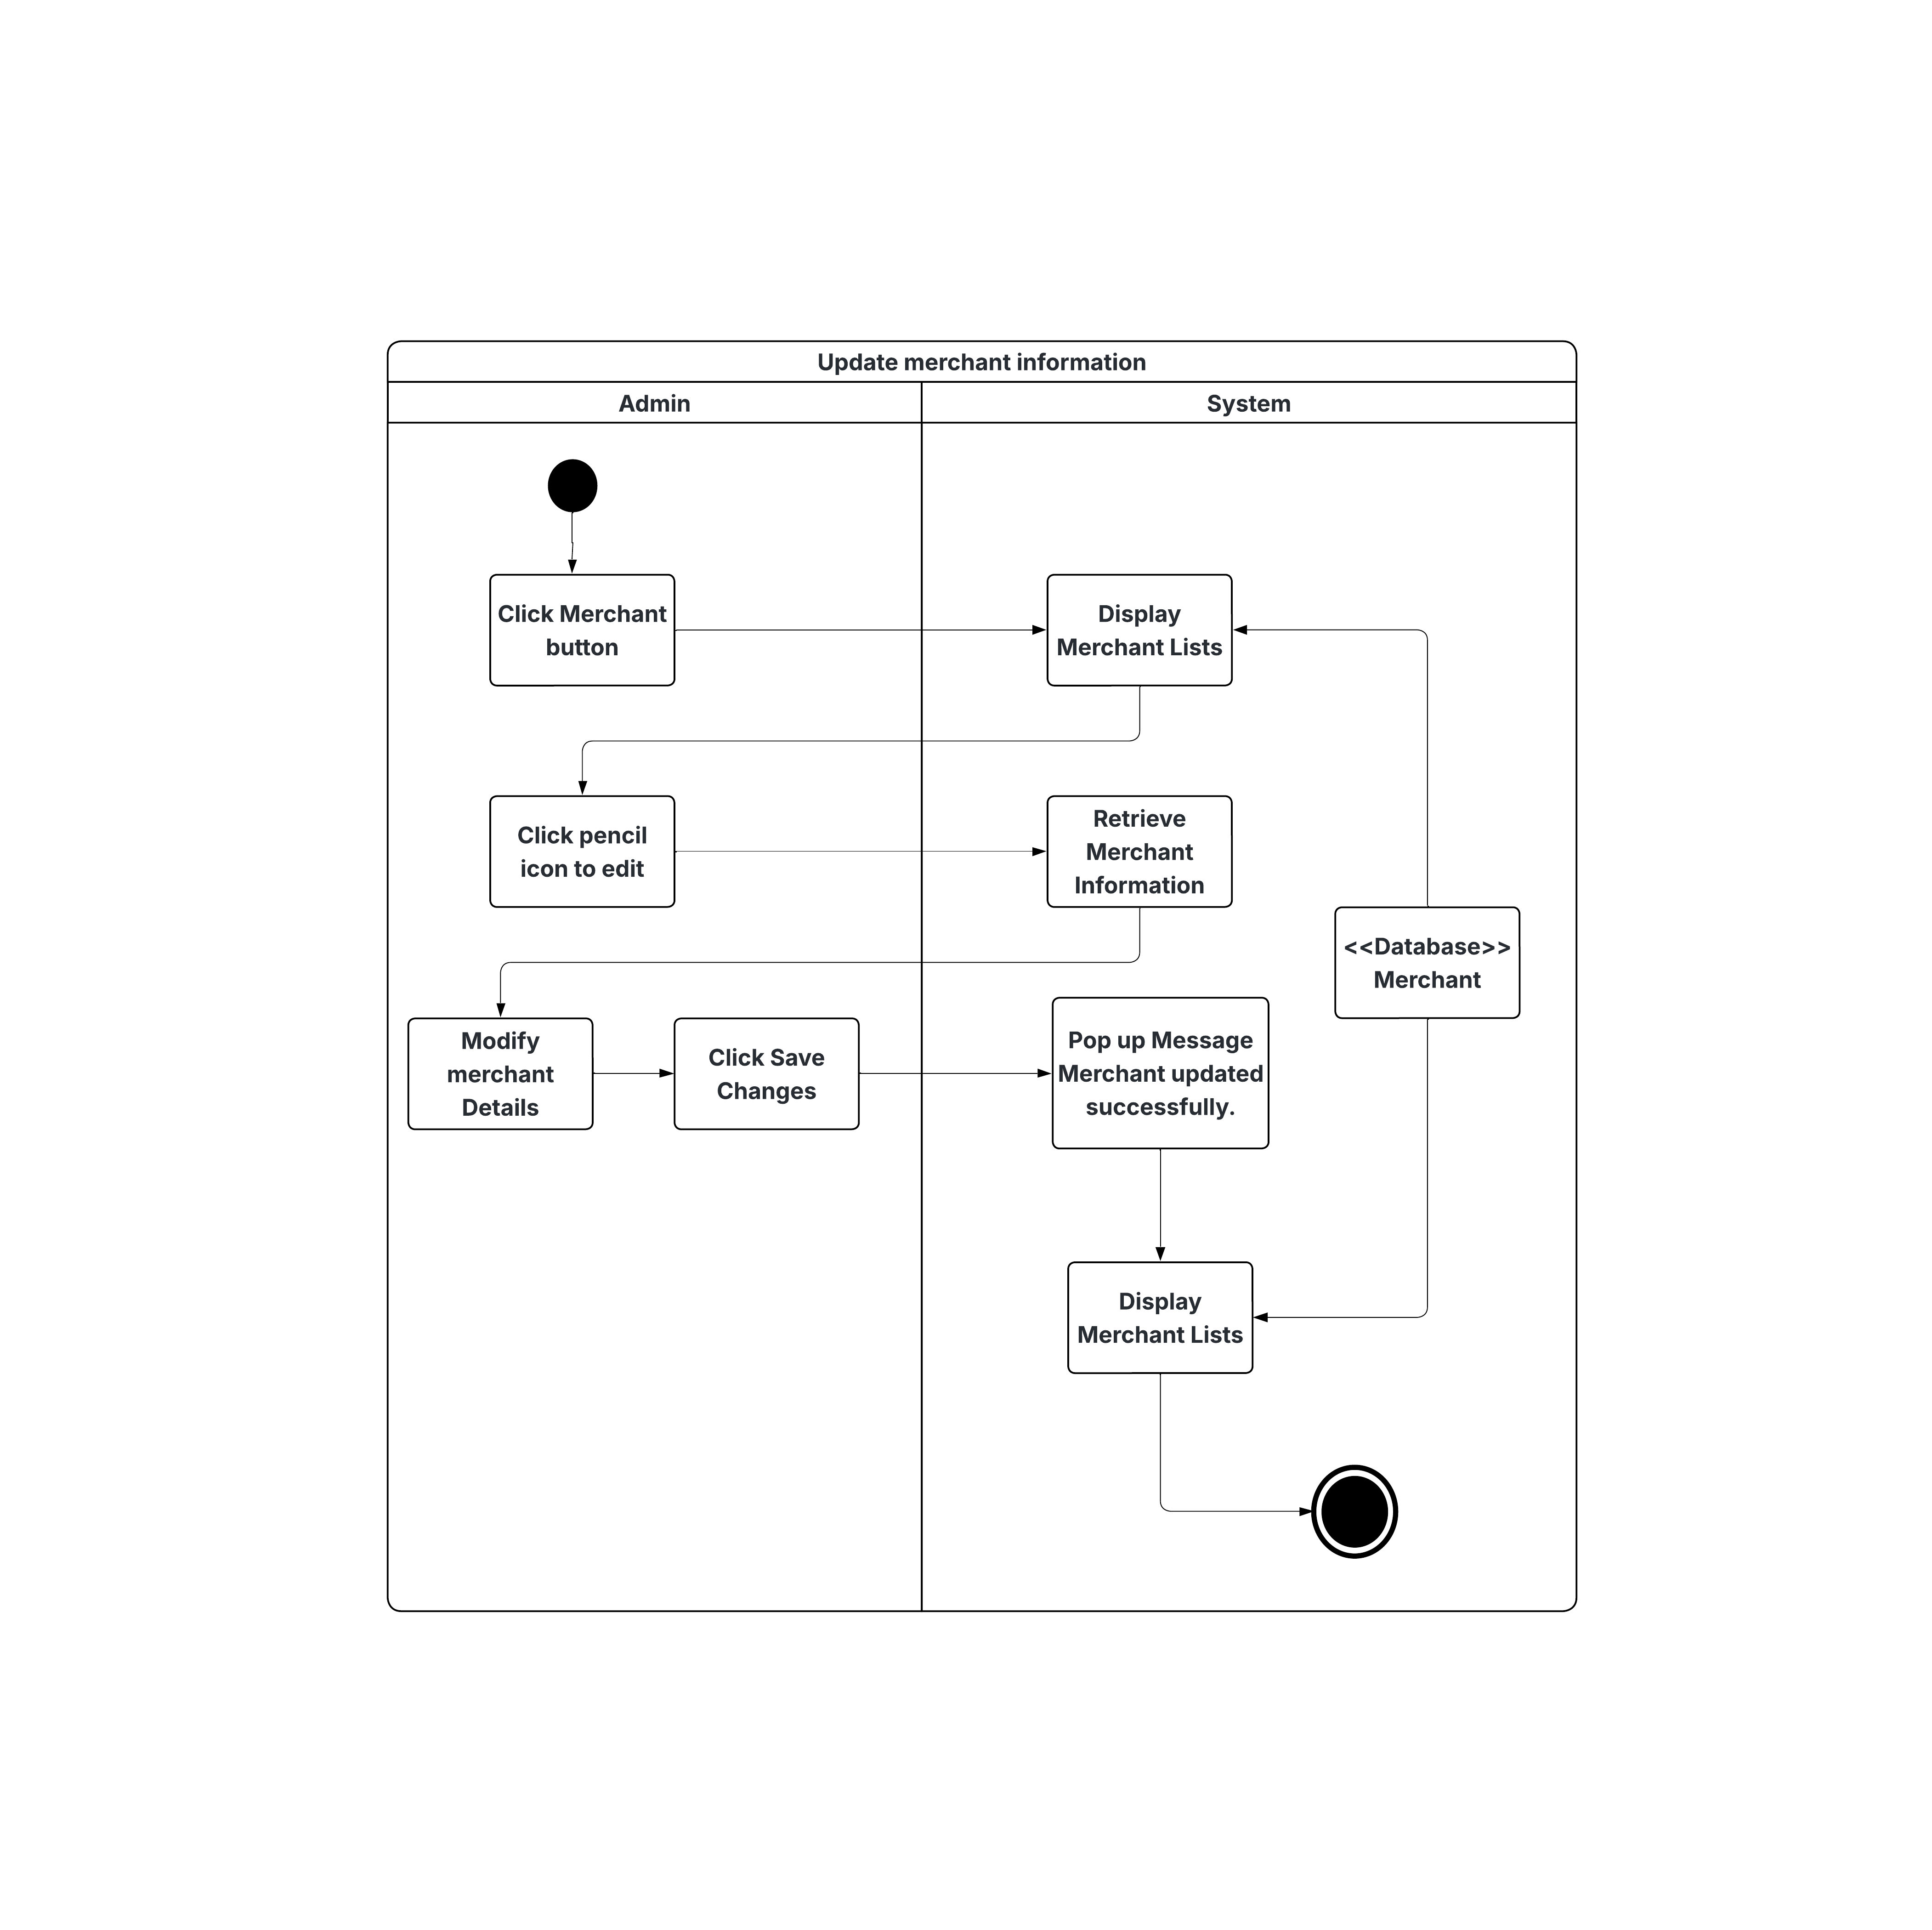 Update merchant information
Admin
System
Click Merchant
button
Display
Merchant Lists
Click pencil
icon to edit
Retrieve
Merchant
Information
<<Database>>
Merchant
Modify
merchant
Details
Click Save
Changes
Pop up Message
Merchant updated
successfully.
Display
Merchant Lists